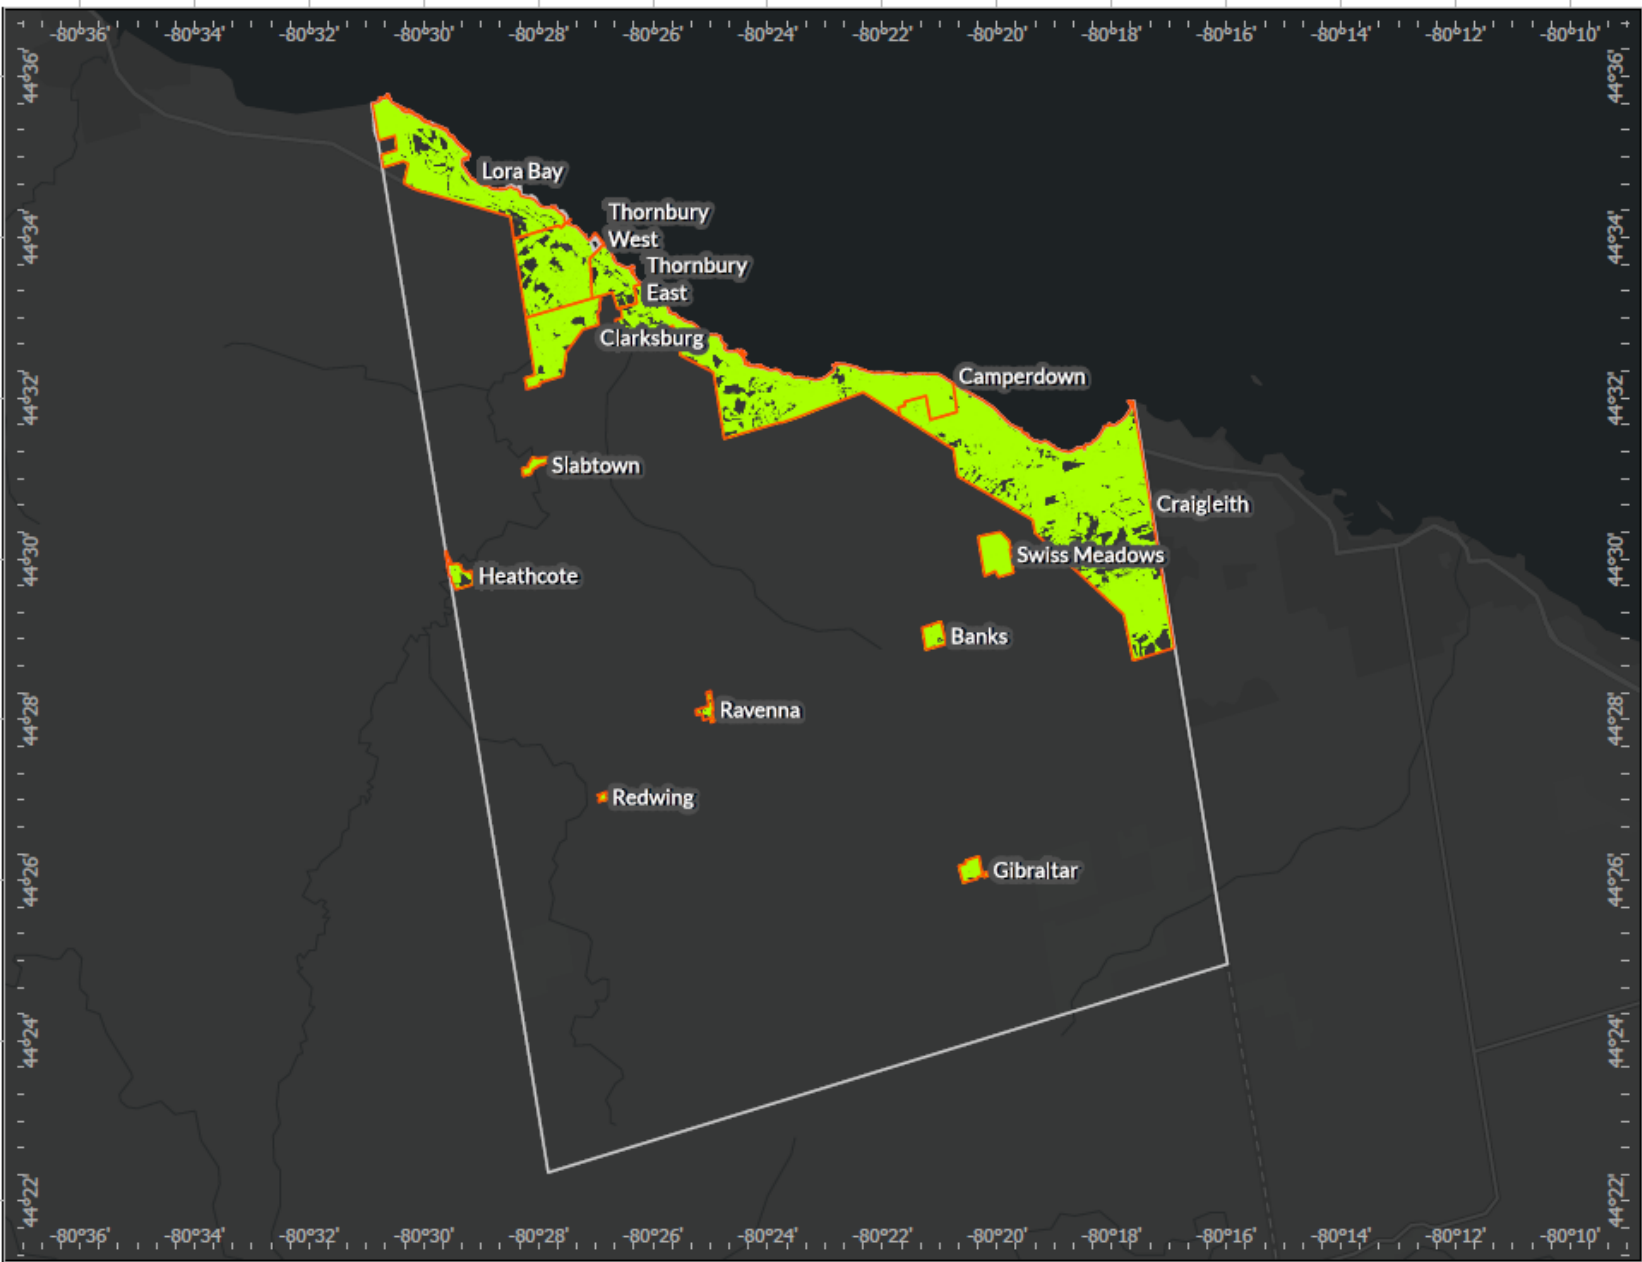 -80°36' -80°34' -80°32' -80°30' -80°28' -80°26' -80°24' -80°22' -80°20' -80°18' -80°16' -80°14' -80°12' -80°10'
44°36' 44°36'
Lora Bay
Thornbury
West
44°34' 44°34'
Thornbury
East
Clarksburg
Camperdown
44°32' 44°32'
Slabtown
Craigleith
Swiss Meadows
44°30' 44°30'
Heathcote
Banks
Ravenna
44°28' 44°28'
Redwing
Gibraltar
44°26' 44°26'
44°24' 44°24'
44°22' 44°22'
-80°36' -80°34' -80°32' -80°30' -80°28' -80°26' -80°24' -80°22' -80°20' -80°18' -80°16' -80°14' -80°12' -80°10'